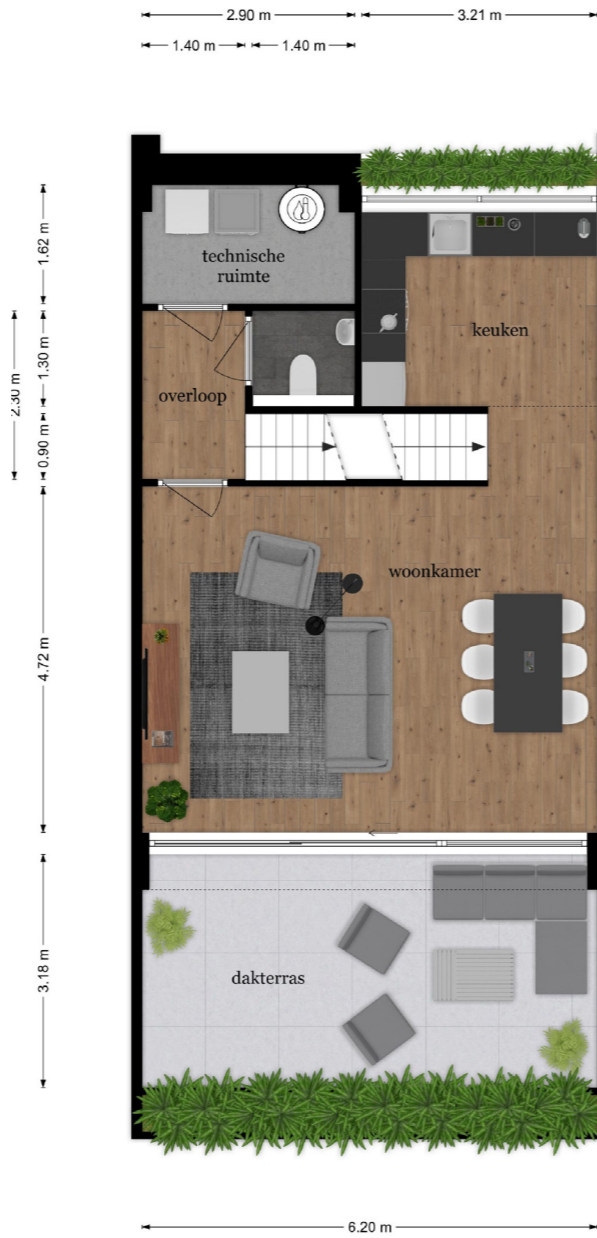 2.90 m
3.21 m
1.40 m
1.40 m
1.62 m
technische
ruimte
keuken
2.30 m
1.30 m
overloop
0.90 m
woonkamer
4.72 m
3.18 m
dakterras
6.20 m